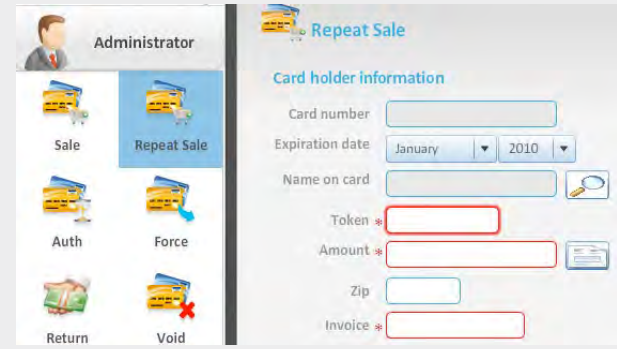 Administrator
Sale
Repeat Sale
Auth
Force
Return
Void
Repeat Sale
Card holder information
Card number
Expiration date January 2010
Name on card
Token *
Amount *
Zip
Invoice *